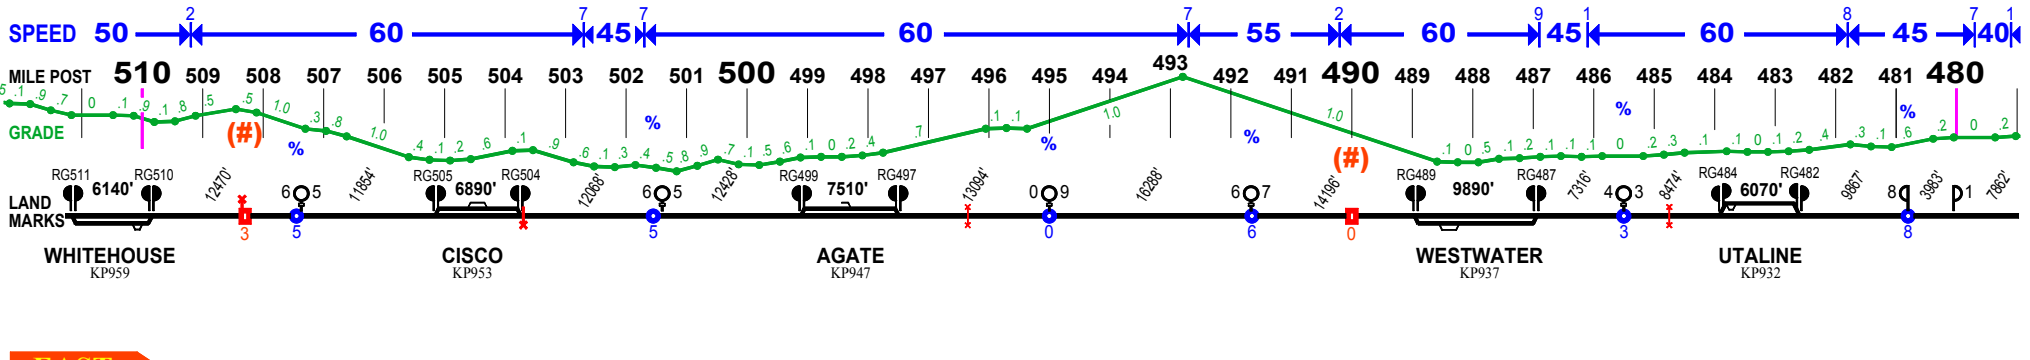 2 7 7 7 2 9 1 8 7 1
SPEED 50 60 45 60 55 60 45 60 45 40
MILE POST 510 509 508 507 506 505 504 503 502 501 500 499 498 497 496 495 494 493 492 491 490 489 488 487 486 485 484 483 482 481 480
5 .1 .9 .7 0 .1 .9 .1 .8 .5 .5 1.0 .3 .8 1.0 .4 .1 .2 .6 .1 .9 .6 .1 .3 .4 .5 .8 .9 .7 .1 .5 .6 .1 0 .2 .4 .7 .1 .1 1.0 1.0 .1 0 .5 .1 .2 .1 .1 .1 0 .2 .3 .1 .1 0 .1 .2 .4 .3 .1 .6 .2 0 .2
GRADE (#) % % % % (#) % %
RG511 6140' RG510 12470' 11854' RG505 6890' RG504 12068' 12428' RG499 7510' RG497 13094' 16288' 14196' RG489 9890' RG487 7316' 8474' RG484 6070' RG482 9867' 3983' 7862'
LAND 6 5 6 5 0 9 6 7 4 3 8 1
MARKS 3 5 5 0 6 0 3 8
WHITEHOUSE CISCO AGATE WESTWATER UTALINE
KP959 KP953 KP947 KP937 KP932